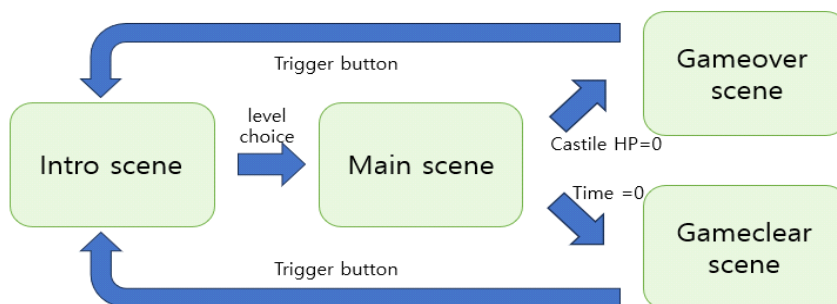 Trigger button
Gameover
scene
level
choice
Intro scene
Main scene
Castile HP=0
Time =0
Gameclear
scene
Trigger button